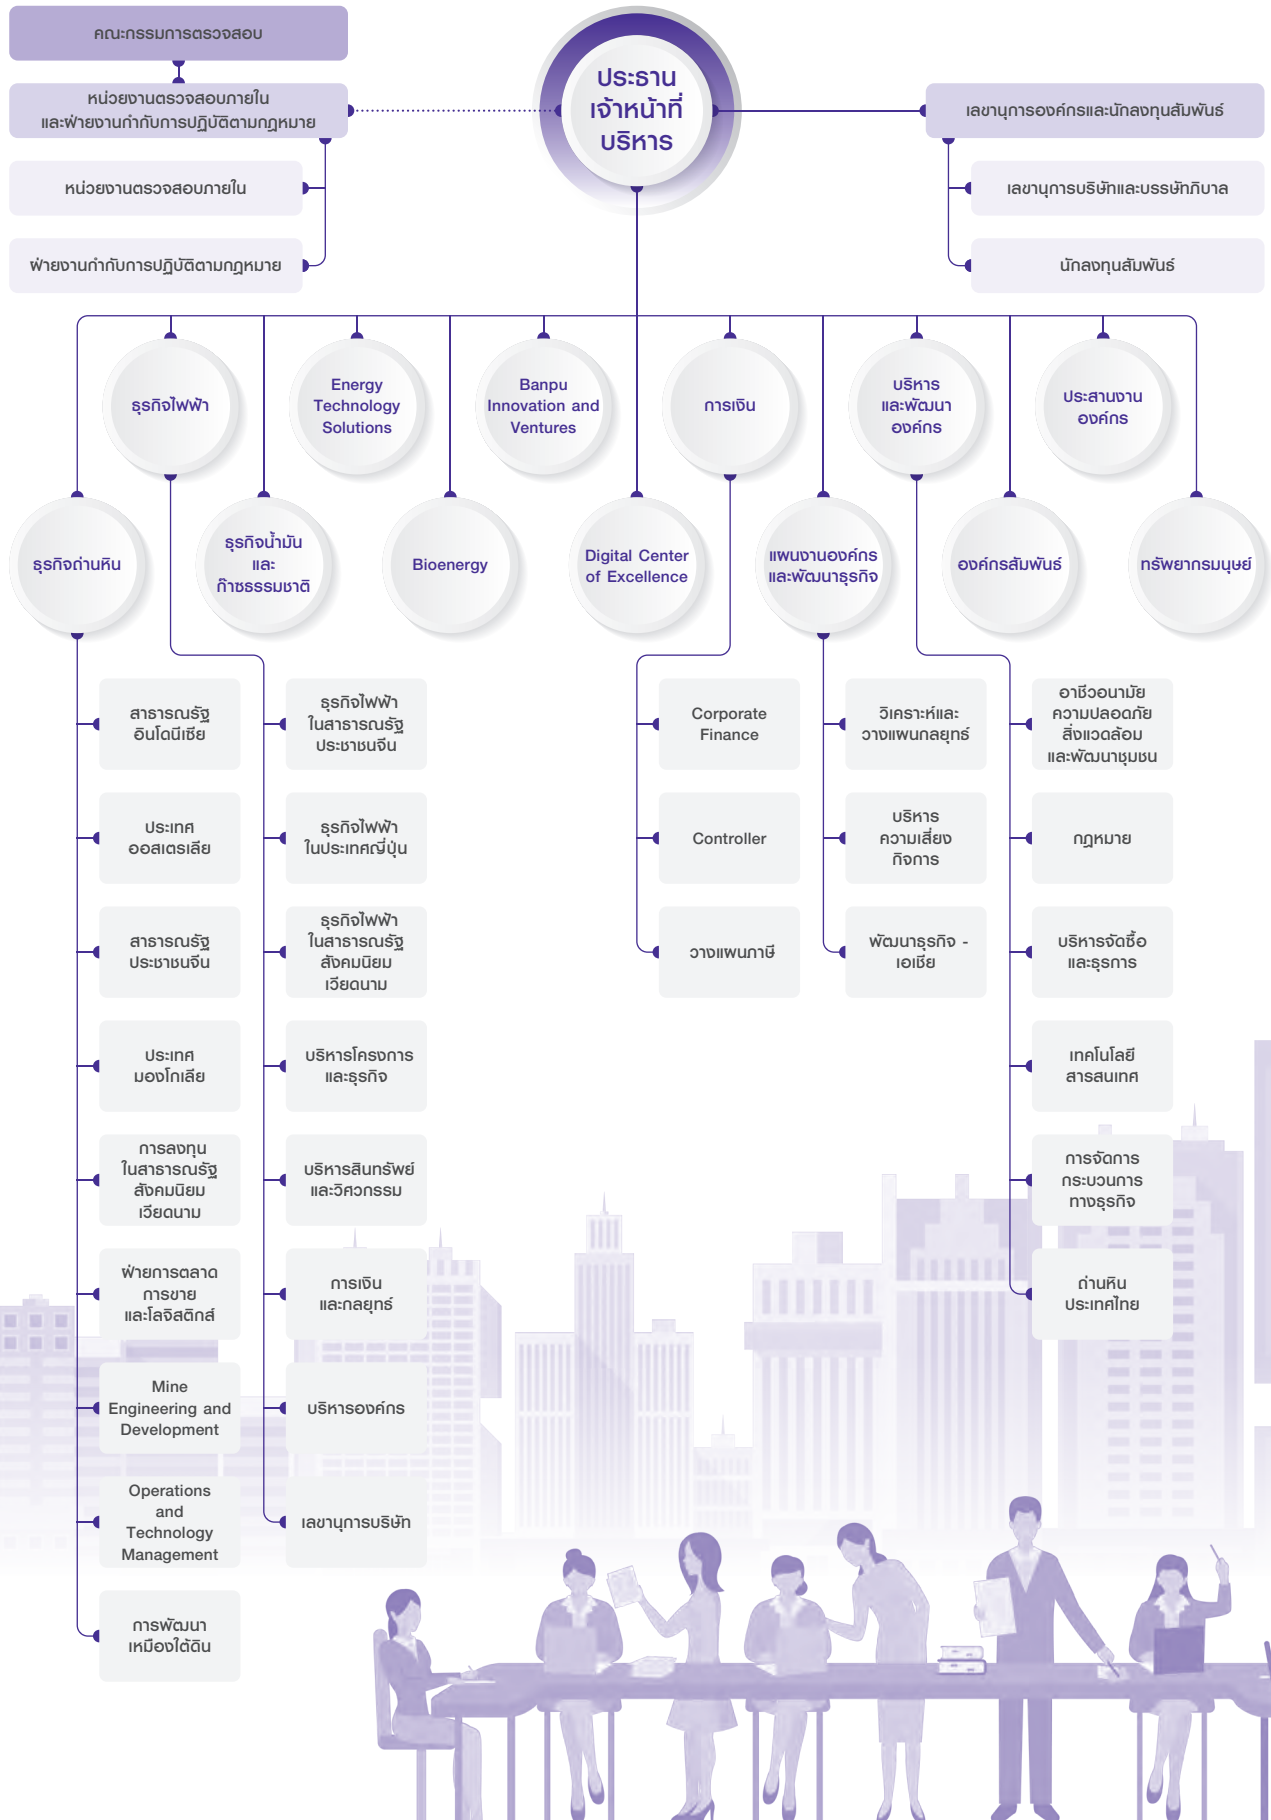 คณะกรรมการตรวจสอบ
หน่วยงานตรวจสอบภายใน
และฝ่ายงานกำกับการปฏิบัติตามกฎหมาย
หน่วยงานตรวจสอบภายใน
ฝ่ายงานกำกับการปฏิบัติตามกฎหมาย
ประธาน
เจ้าหน้าที่
บริหาร
เลขานุการองค์กรและนักลงทุนสัมพันธ์
เลขานุการบริษัทและบรรษัทภิบาล
นักลงทุนสัมพันธ์
ธุรกิจไฟฟ้า
Energy
Technology
Solutions
Banpu
Innovation and
Ventures
การเงิน
บริหาร
และพัฒนา
องค์กร
ประสานงาน
องค์กร
ธุรกิจถ่านหิน
ธุรกิจน้ำมัน
และ
ก๊าซธรรมชาติ
Bioenergy
Digital Center
of Excellence
แผนงานองค์กร
และพัฒนาธุรกิจ
องค์กรสัมพันธ์
ทรัพยากรมนุษย์
สาธารณรัฐ
อินโดนีเซีย
ประเทศ
ออสเตรเลีย
สาธารณรัฐ
ประชาชนจีน
ประเทศ
มองโกเลีย
การลงทุน
ในสาธารณรัฐ
สังคมนิยม
เวียดนาม
ฝ่ายการตลาด
การขาย
และโลจิสติกส์
Mine
Engineering and
Development
Operations
and
Technology
Management
การพัฒนา
เหมืองใต้ดิน
ธุรกิจไฟฟ้า
ในสาธารณรัฐ
ประชาชนจีน
ธุรกิจไฟฟ้า
ในประเทศญี่ปุ่น
ธุรกิจไฟฟ้า
ในสาธารณรัฐ
สังคมนิยม
เวียดนาม
บริหารโครงการ
และธุรกิจ
บริหารสินทรัพย์
และวิศวกรรม
การเงิน
และกลยุทธ์
บริหารองค์กร
เลขานุการบริษัท
Corporate
Finance
Controller
วางแผนภาษี
วิเคราะห์และ
วางแผนกลยุทธ์
บริหาร
ความเสี่ยง
กิจการ
พัฒนาธุรกิจ -
เอเชีย
อาชีวอนามัย
ความปลอดภัย
สิ่งแวดล้อม
และพัฒนาชุมชน
กฎหมาย
บริหารจัดซื้อ
และธุรการ
เทคโนโลยี
สารสนเทศ
การจัดการ
กระบวนการ
ทางธุรกิจ
ถ่านหิน
ประเทศไทย